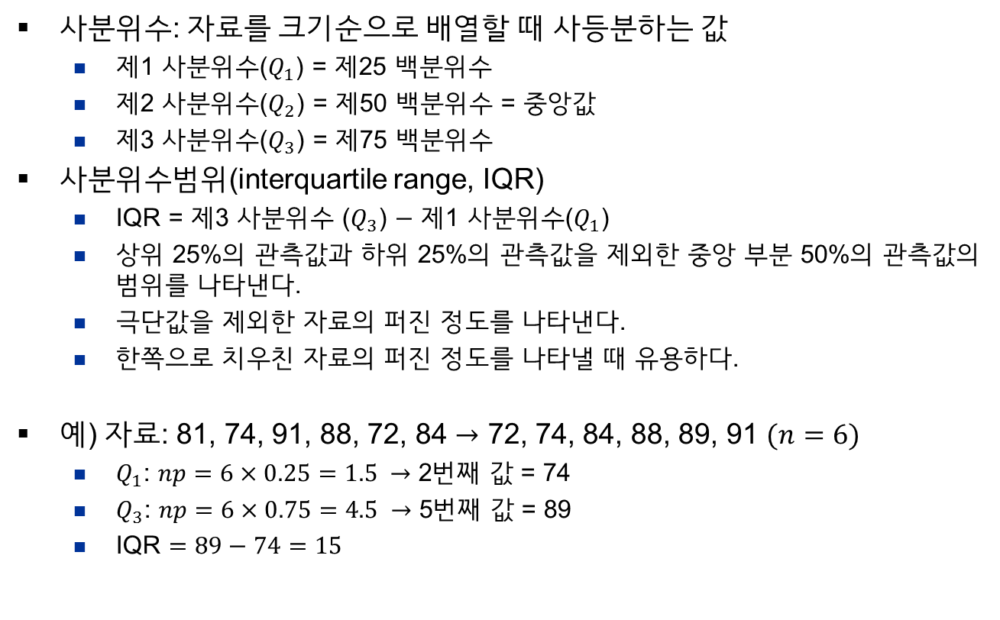 ▪ 사분위수: 자료를 크기순으로 배열할 때 사등분하는 값
■ 제1 사분위수(Q₁) = 제25 백분위수
■ 제2 사분위수(Q₂) = 제50 백분위수 = 중앙값
■ 제3 사분위수(Q₃) = 제75 백분위수
▪ 사분위수범위(interquartile range, IQR)
■ IQR = 제3 사분위수 (Q₃) − 제1 사분위수(Q₁)
■ 상위 25%의 관측값과 하위 25%의 관측값을 제외한 중앙 부분 50%의 관측값의
범위를 나타낸다.
■ 극단값을 제외한 자료의 퍼진 정도를 나타낸다.
■ 한쪽으로 치우친 자료의 퍼진 정도를 나타낼 때 유용하다.
▪ 예) 자료: 81, 74, 91, 88, 72, 84 → 72, 74, 84, 88, 89, 91 (n = 6)
■ Q₁: np = 6 × 0.25 = 1.5 → 2번째 값 = 74
■ Q₃: np = 6 × 0.75 = 4.5 → 5번째 값 = 89
■ IQR = 89 − 74 = 15